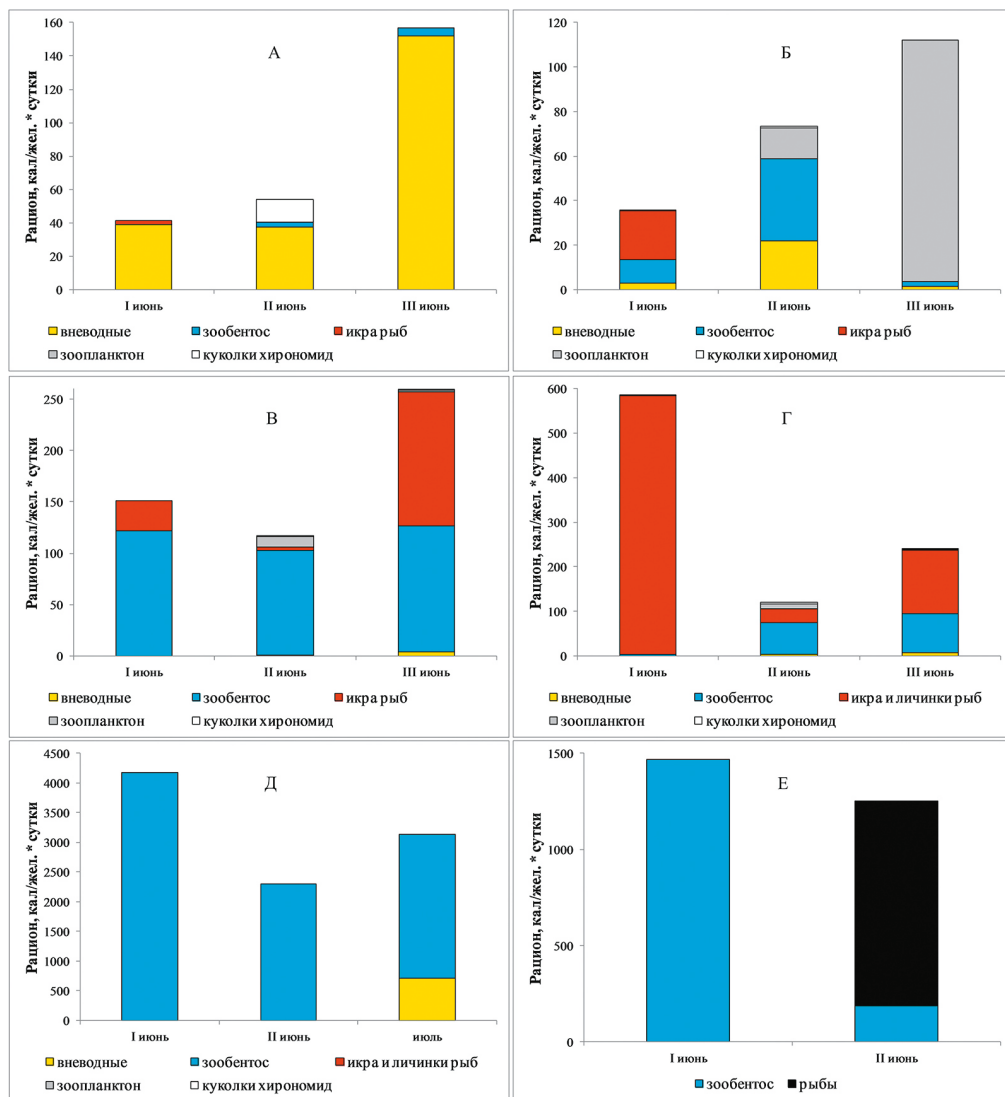 А
Рацион, кал/жел. * сутки
160
140
120
100
80
60
40
20
0
I июнь II июнь III июнь
вневодные зообентос икра рыб
зоопланктон куколки хирономид
Б
Рацион, кал/жел. * сутки
120
100
80
60
40
20
0
I июнь II июнь III июнь
вневодные зообентос икра рыб
зоопланктон куколки хирономид
В
Рацион, кал/жел. * сутки
250
200
150
100
50
0
I июнь II июнь III июнь
вневодные зообентос икра рыб
зоопланктон куколки хирономид
Г
Рацион, кал/жел. * сутки
600
500
400
300
200
100
0
I июнь II июнь III июнь
вневодные зообентос икра и личинки рыб
зоопланктон куколки хирономид
Д
Рацион, кал/жел. * сутки
4500
4000
3500
3000
2500
2000
1500
1000
500
0
I июнь II июнь июль
вневодные зообентос икра и личинки рыб
зоопланктон куколки хирономид
Е
Рацион, кал/жел. * сутки
1500
1000
500
0
I июнь II июнь
зообентос рыбы